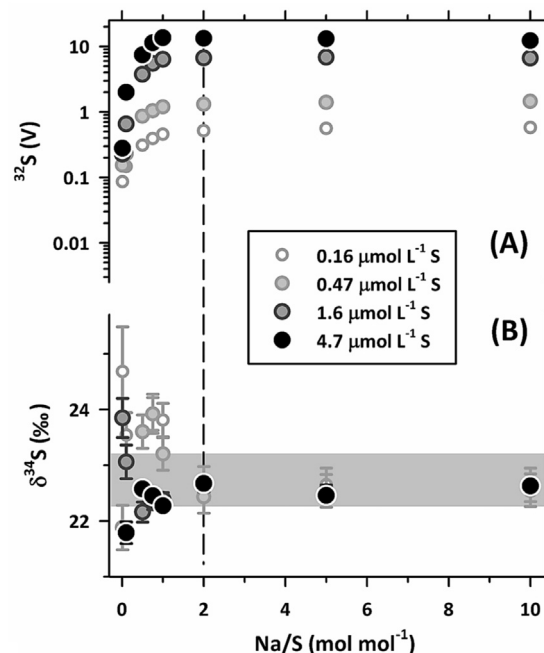 10
1
0.1
0.01
³²S (V)
(A)
0.16 μmol L⁻¹ S
0.47 μmol L⁻¹ S
1.6 μmol L⁻¹ S
4.7 μmol L⁻¹ S
(B)
24
22
δ³⁴S (‰)
0 2 4 6 8 10
Na/S (mol mol⁻¹)